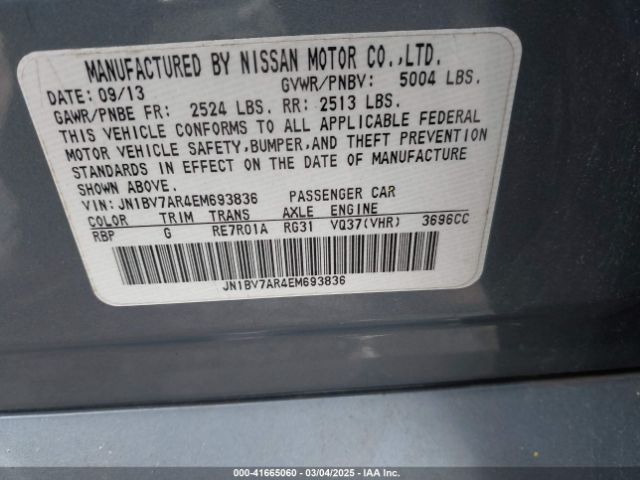 MANUFACTURED BY NISSAN MOTOR CO.,LTD.
DATE: 09/13 GVWR/PNBV: 5004 LBS.
GAWR/PNBE FR: 2524 LBS. RR: 2513 LBS.
THIS VEHICLE CONFORMS TO ALL APPLICABLE FEDERAL
MOTOR VEHICLE SAFETY,BUMPER,AND THEFT PREVENTION
STANDARDS IN EFFECT ON THE DATE OF MANUFACTURE
SHOWN ABOVE.
VIN:JN1BV7AR4EM693836 PASSENGER CAR
COLOR TRIM TRANS AXLE ENGINE
RBP G RE7R01A RG31 VQ37(VHR) 3696CC
JN1BV7AR4EM693836
000-41665060 - 03/04/2025 - IAA Inc.